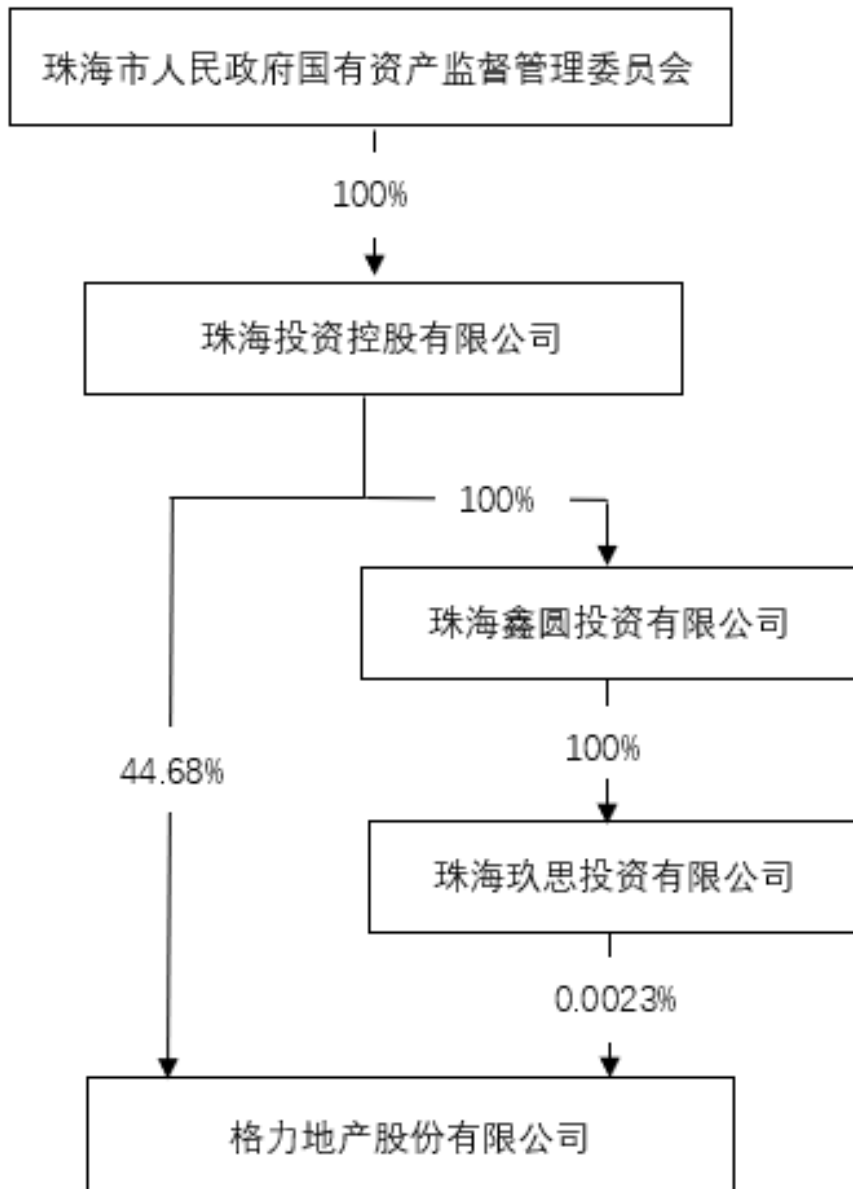 珠海市人民政府国有资产监督管理委员会
100%
珠海投资控股有限公司
100%
珠海鑫圆投资有限公司
100%
44.68%
珠海玖思投资有限公司
0.0023%
格力地产股份有限公司